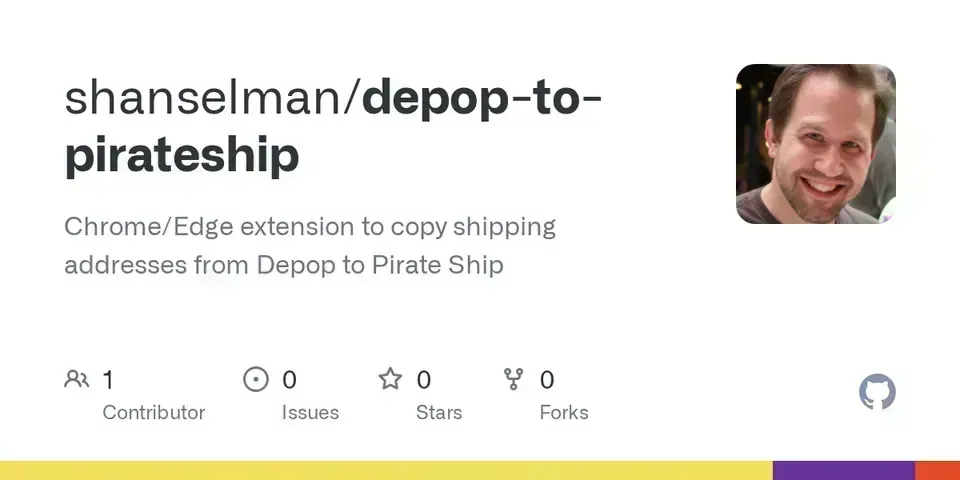 shanselman/depop-to-
pirateship
Chrome/Edge extension to copy shipping
addresses from Depop to Pirate Ship
1 0 0 0
Contributor Issues Stars Forks